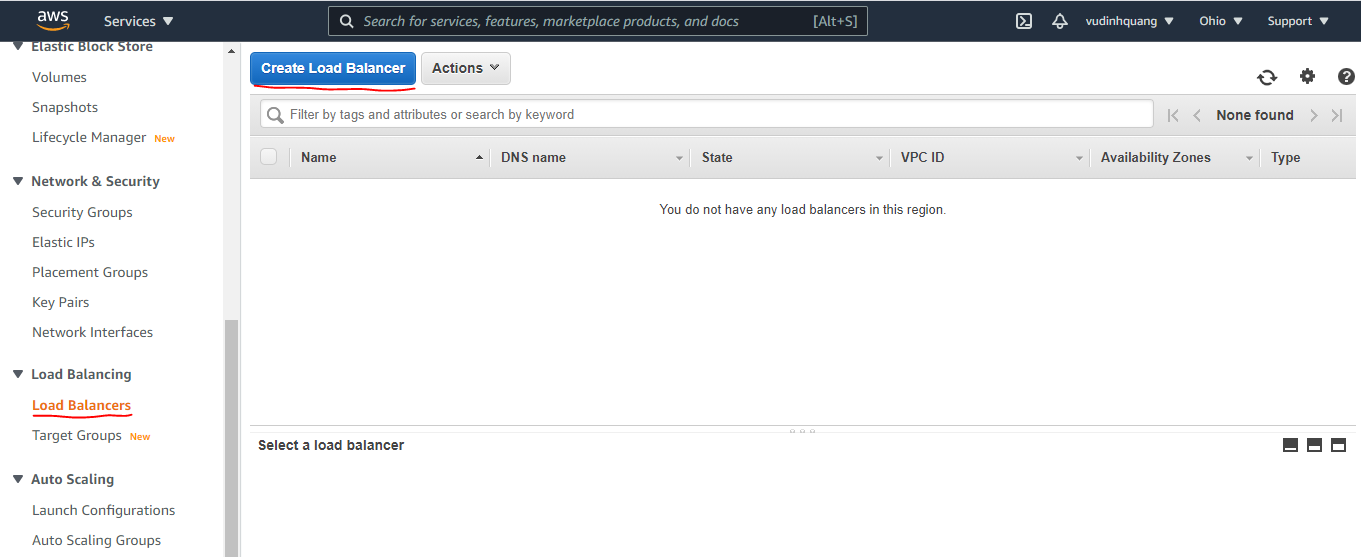 aws Services Search for services, features, marketplace products, and docs [Alt+S] vudinhquang Ohio Support
Elastic Block Store
Volumes
Snapshots
Lifecycle Manager New
Network & Security
Security Groups
Elastic IPs
Placement Groups
Key Pairs
Network Interfaces
Load Balancing
Load Balancers
Target Groups New
Auto Scaling
Launch Configurations
Auto Scaling Groups
Create Load Balancer Actions
Filter by tags and attributes or search by keyword None found
Name DNS name State VPC ID Availability Zones Type
You do not have any load balancers in this region.
Select a load balancer